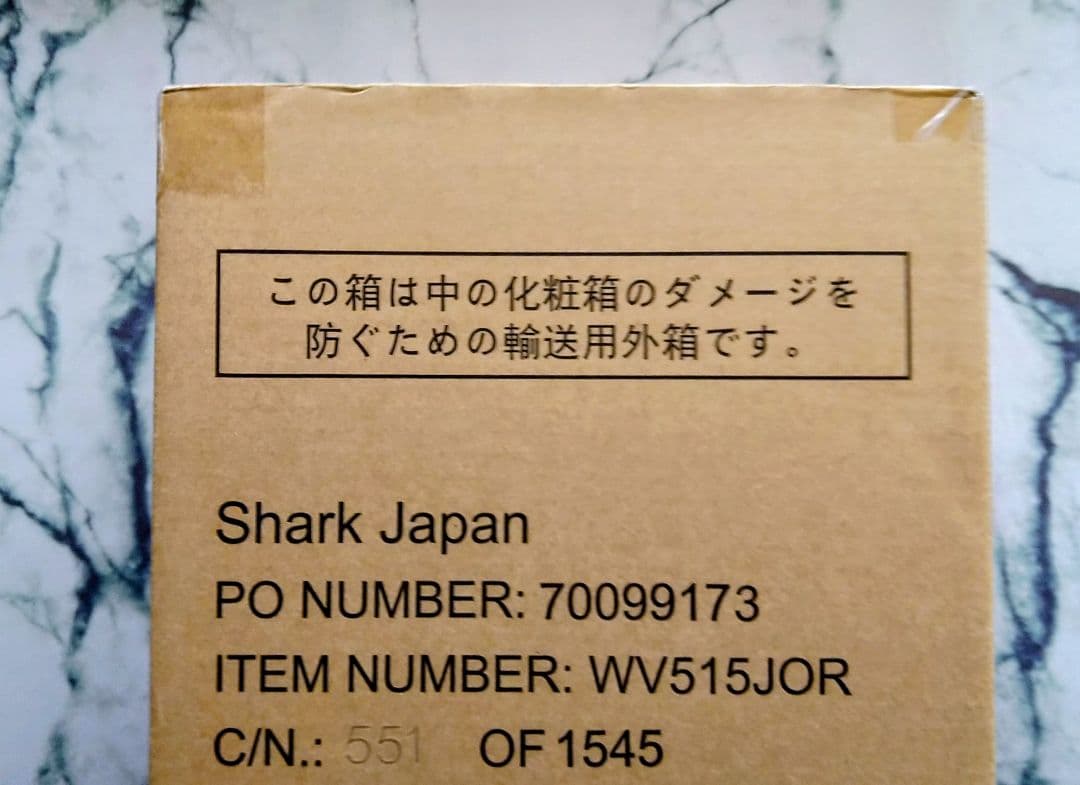 この箱は中の化粧箱のダメージを
防ぐための輸送用外箱です。
Shark Japan
PO NUMBER: 70099173
ITEM NUMBER: WV515JOR
C/N.: 551 OF 1545